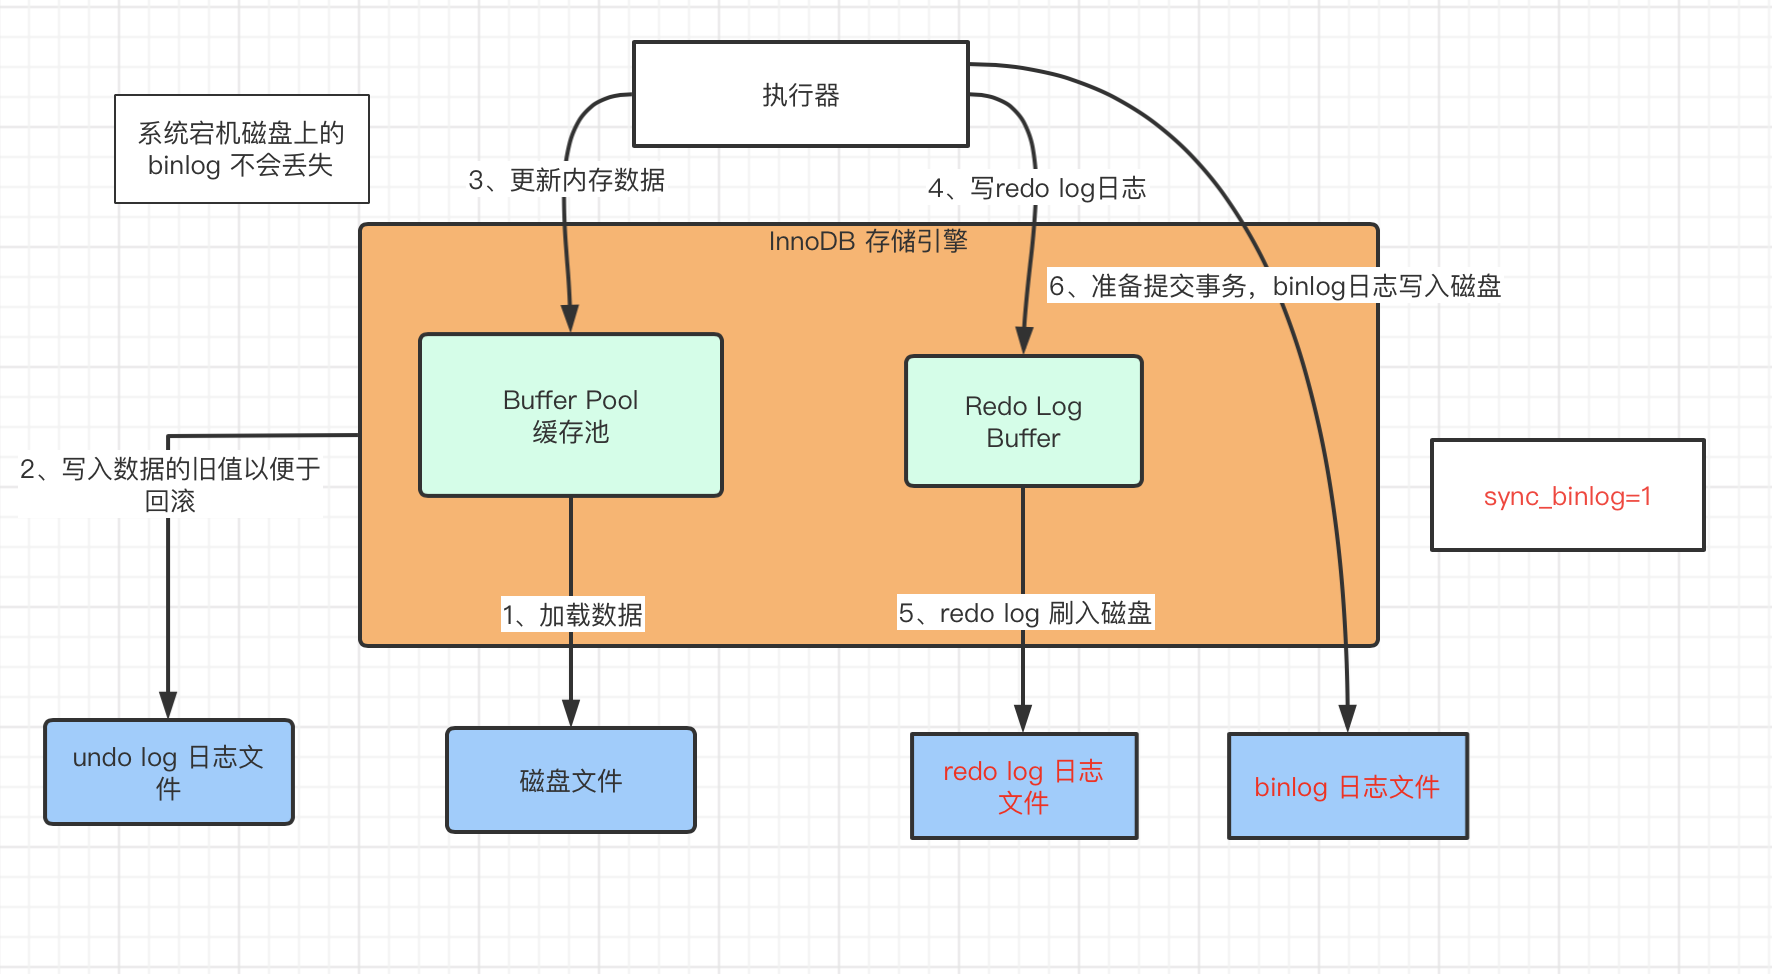 执行器
系统宕机磁盘上的
binlog 不会丢失
3、更新内存数据
4、写redo log日志
InnoDB 存储引擎
6、准备提交事务，binlog日志写入磁盘
Buffer Pool
缓存池
Redo Log
Buffer
2、写入数据的旧值以便于
回滚
sync_binlog=1
1、加载数据
5、redo log 刷入磁盘
undo log 日志文
件
磁盘文件
redo log 日志
文件
binlog 日志文件